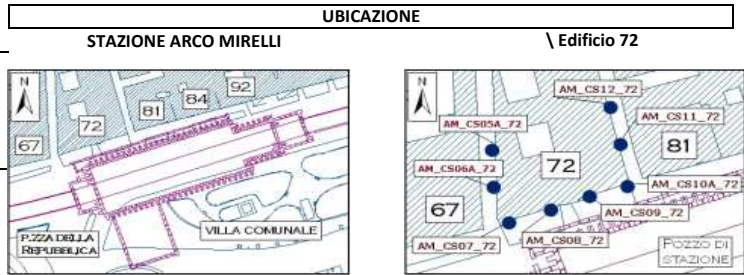 UBICAZIONE
STAZIONE ARCO MIRELLI
\ Edificio 72
N
92
84
81
72
67
VILLA COMUNALE
P.ZZA DELLA
REPUBBLICA
N
AM_CS12_72
AM_CS11_72
AM_CS05A_72
81
72
AM_CS06A_72
AM_CS10A_72
67
AM_CS09_72
AM_CS07_72
AM_CS08_72
POZZO DI
STAZIONE